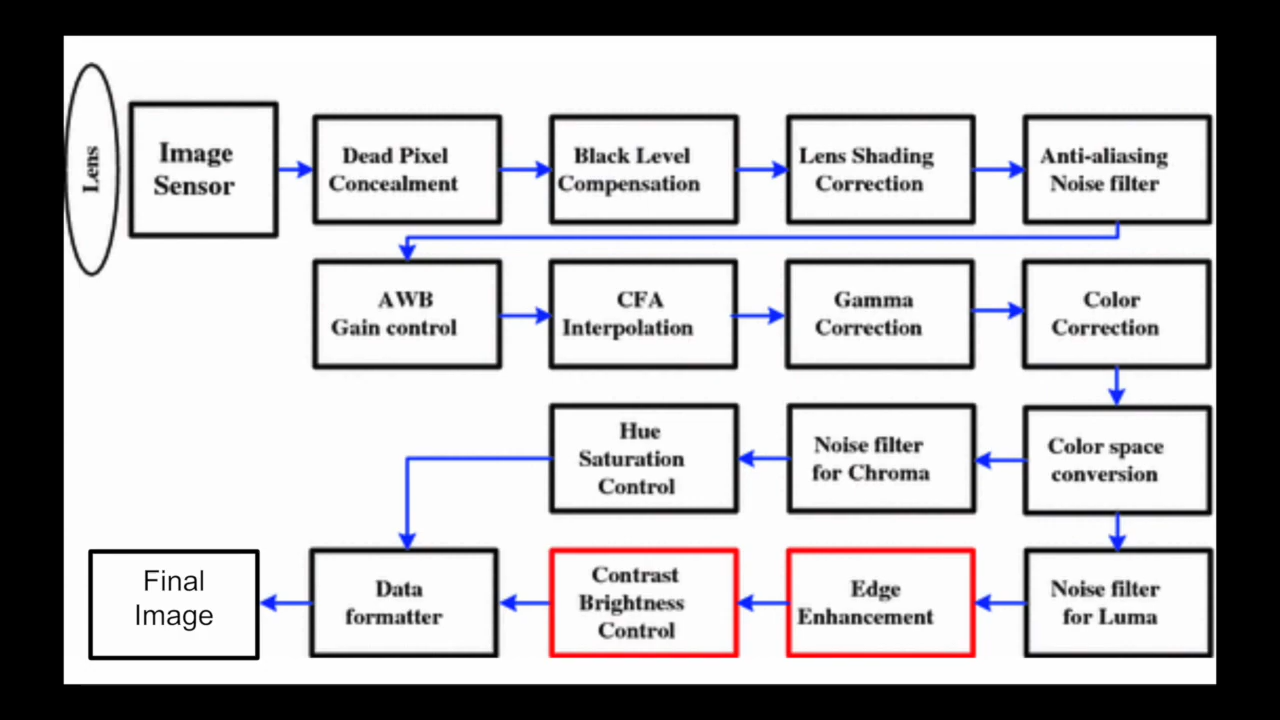 Lens
Image
Sensor
Dead Pixel
Concealment
Black Level
Compensation
Lens Shading
Correction
Anti-aliasing
Noise filter
AWB
Gain control
CFA
Interpolation
Gamma
Correction
Color
Correction
Hue
Saturation
Control
Noise filter
for Chroma
Color space
conversion
Final
Image
Data
formatter
Contrast
Brightness
Control
Edge
Enhancement
Noise filter
for Luma